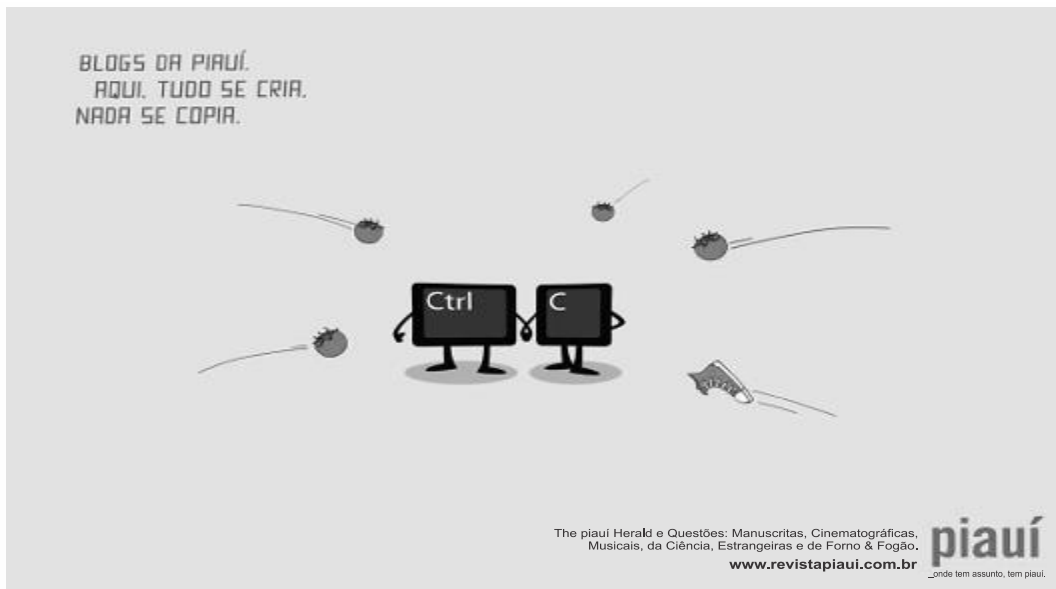 BLOGS DA PIAUÍ.
AQUI, TUDO SE CRIA.
NADA SE COPIA.
Ctrl
C
The piauí Herald e Questões: Manuscritas, Cinematográficas,
Musicais, da Ciência, Estrangeiras e de Forno & Fogão.
www.revistapiaui.com.br
piauí
_onde tem assunto, tem piauí.